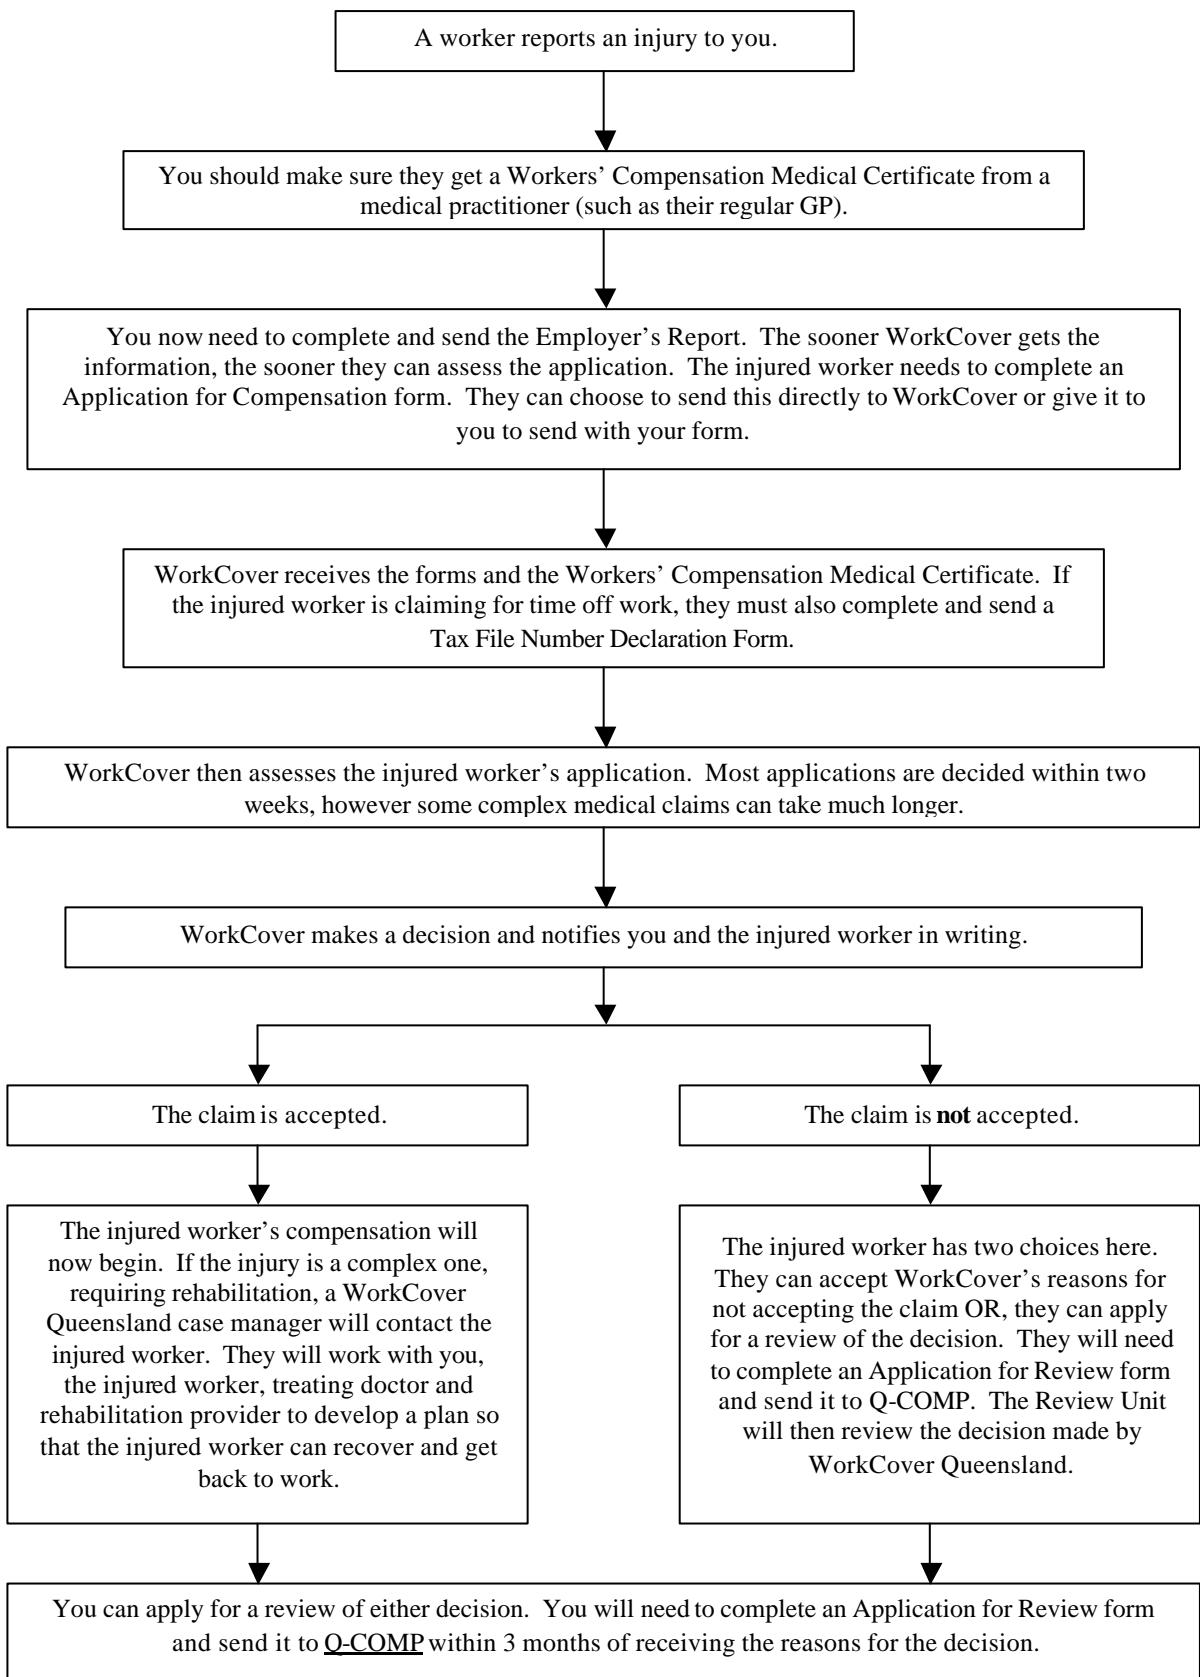 A worker reports an injury to you.
You should make sure they get a Workers’ Compensation Medical Certificate from a
medical practitioner (such as their regular GP).
You now need to complete and send the Employer’s Report. The sooner WorkCover gets the
information, the sooner they can assess the application. The injured worker needs to complete an
Application for Compensation form. They can choose to send this directly to WorkCover or give it to
you to send with your form.
WorkCover receives the forms and the Workers’ Compensation Medical Certificate. If
the injured worker is claiming for time off work, they must also complete and send a
Tax File Number Declaration Form.
WorkCover then assesses the injured worker’s application. Most applications are decided within two
weeks, however some complex medical claims can take much longer.
WorkCover makes a decision and notifies you and the injured worker in writing.
The claim is accepted.
The injured worker’s compensation will
now begin. If the injury is a complex one,
requiring rehabilitation, a WorkCover
Queensland case manager will contact the
injured worker. They will work with you,
the injured worker, treating doctor and
rehabilitation provider to develop a plan so
that the injured worker can recover and get
back to work.
The claim is not accepted.
The injured worker has two choices here.
They can accept WorkCover’s reasons for
not accepting the claim OR, they can apply
for a review of the decision. They will need
to complete an Application for Review form
and send it to Q-COMP. The Review Unit
will then review the decision made by
WorkCover Queensland.
You can apply for a review of either decision. You will need to complete an Application for Review form
and send it to Q-COMP within 3 months of receiving the reasons for the decision.